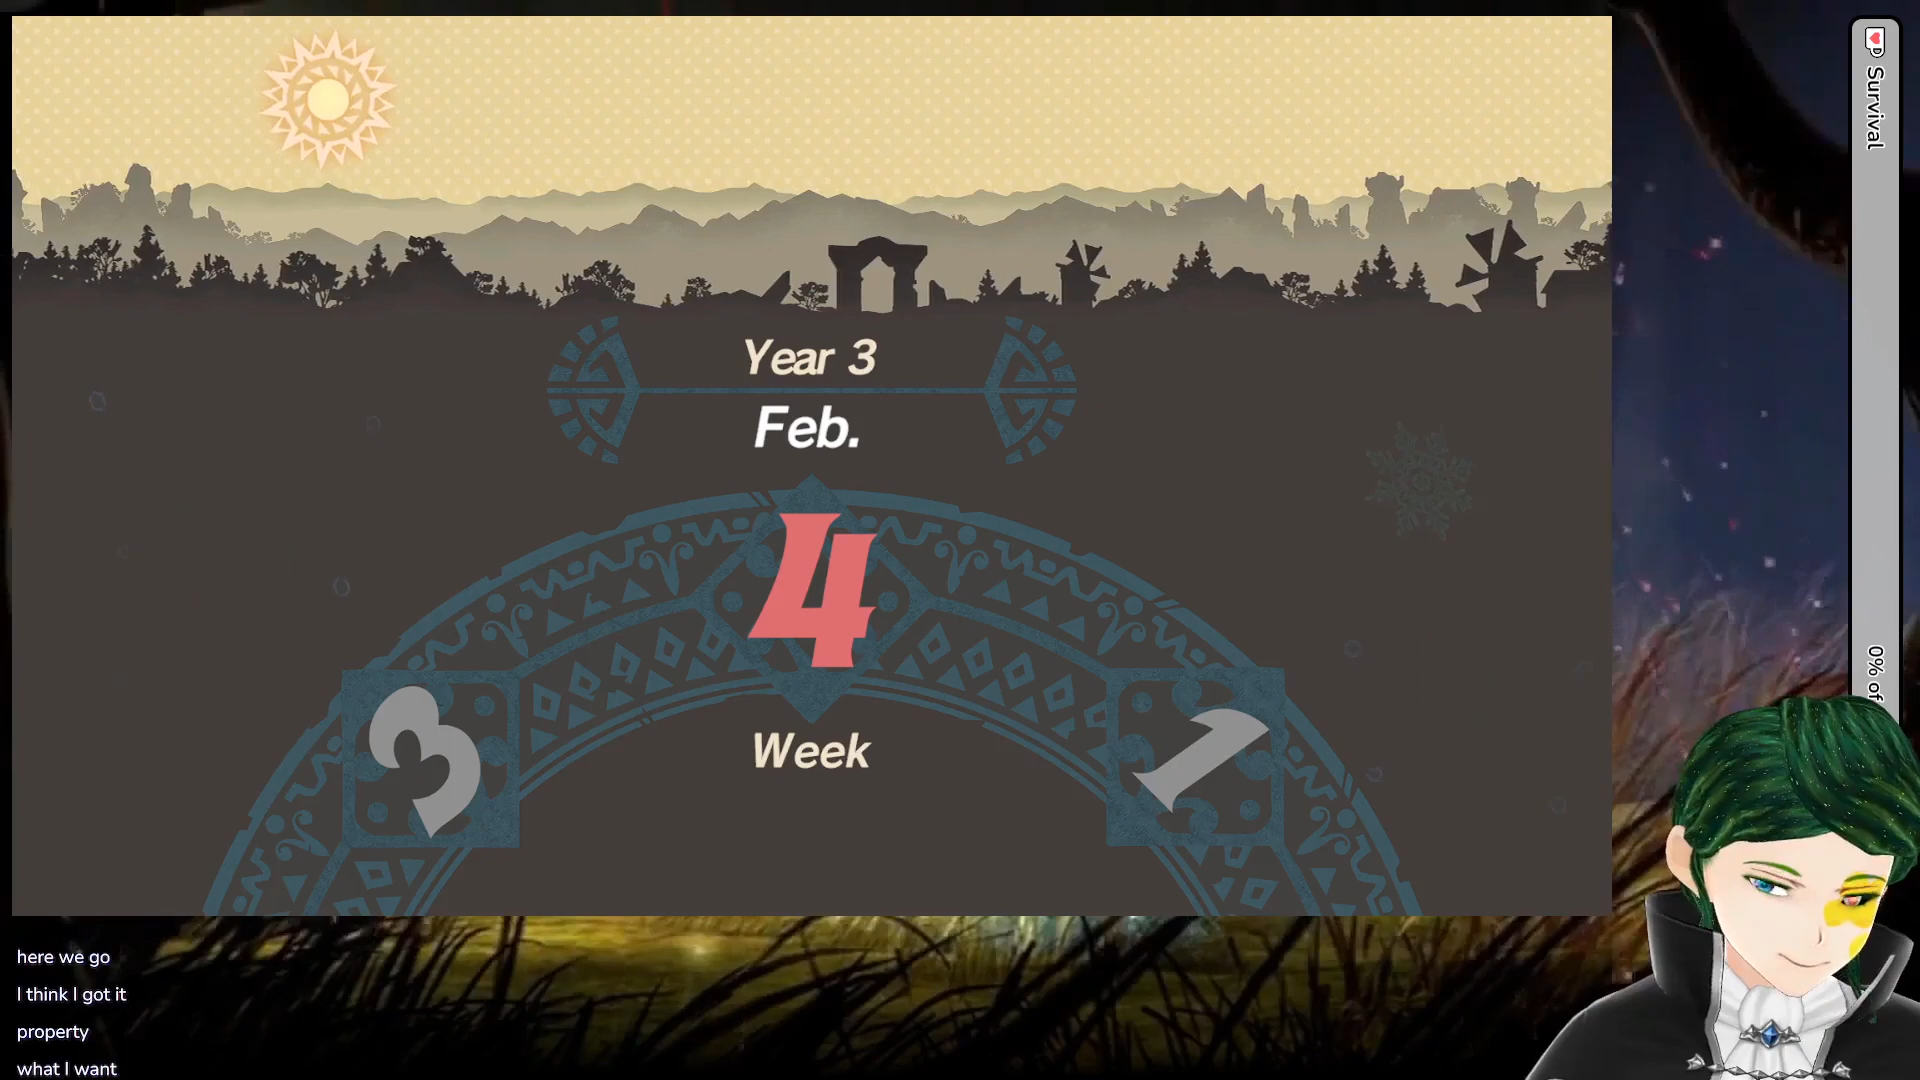 Year 3
Feb.
4
3
1
Week
here we go
I think I got it
property
what I want
Survival
0% of